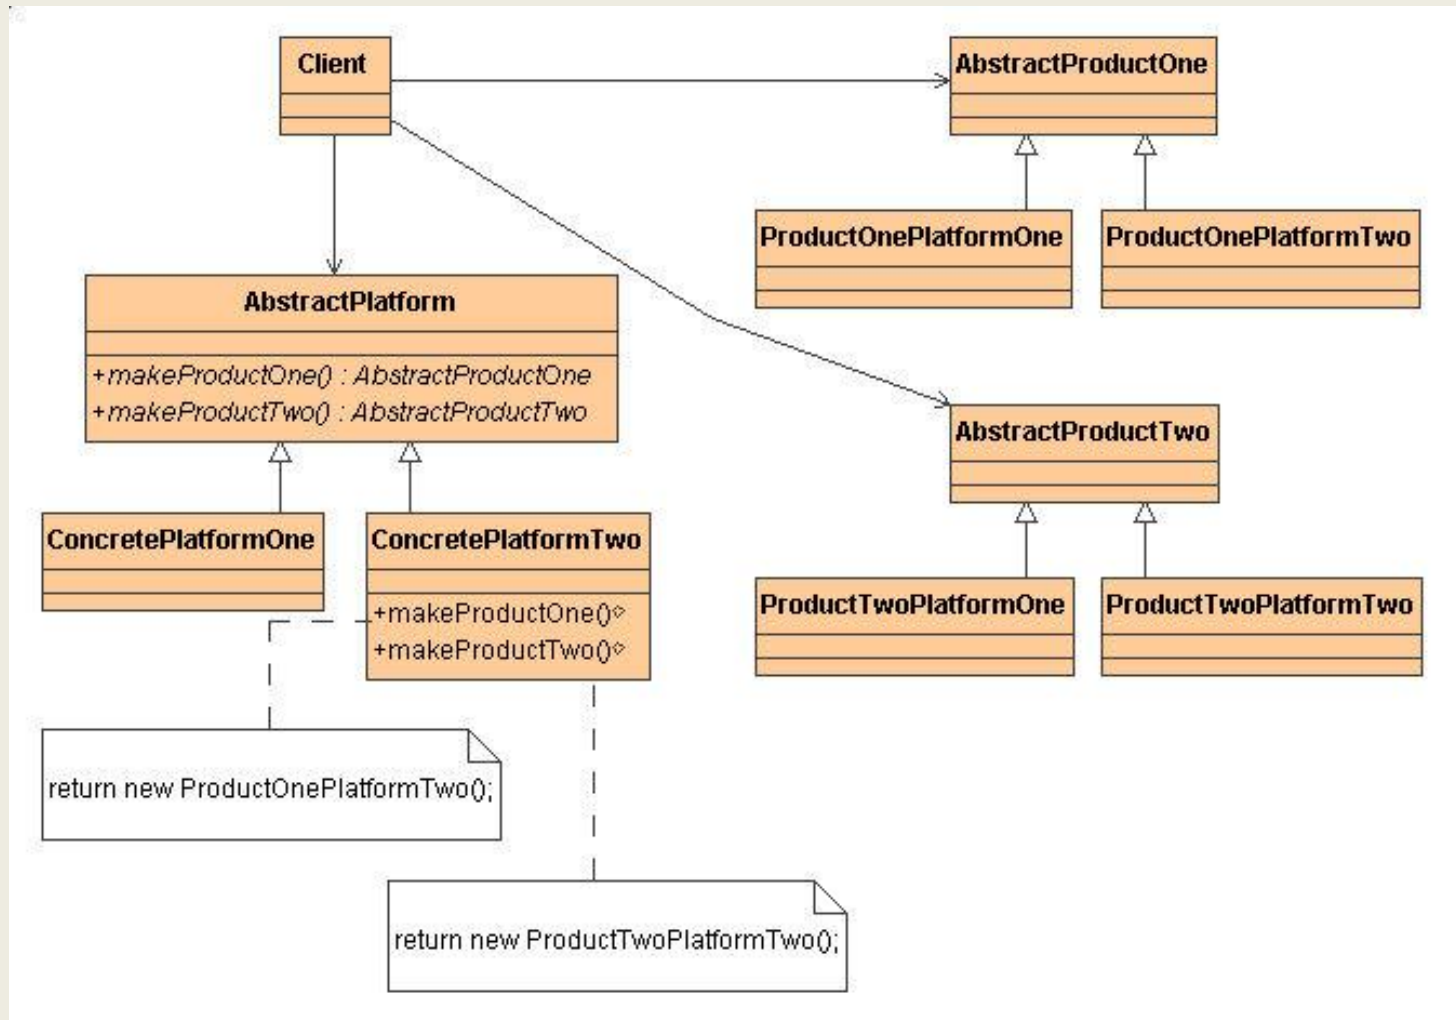 Client
AbstractProductOne
ProductOnePlatformOne
ProductOnePlatformTwo
AbstractPlatform
+makeProductOne() : AbstractProductOne
+makeProductTwo() : AbstractProductTwo
AbstractProductTwo
ConcretePlatformOne
ConcretePlatformTwo
+makeProductOne()
+makeProductTwo()
ProductTwoPlatformOne
ProductTwoPlatformTwo
return new ProductOnePlatformTwo();
return new ProductTwoPlatformTwo();